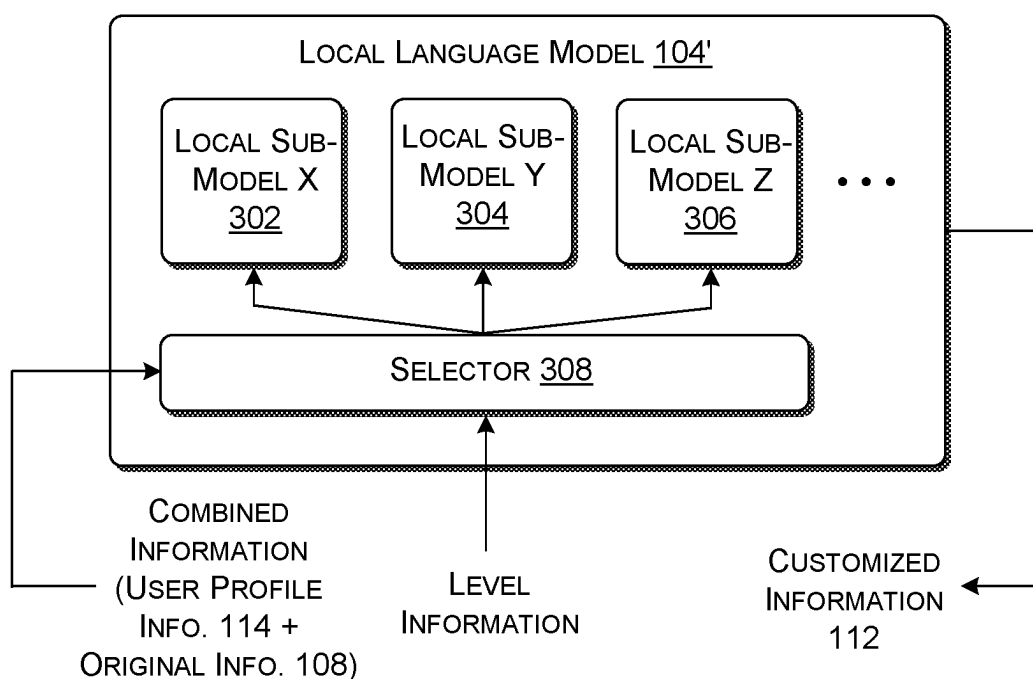 LOCAL LANGUAGE MODEL 104'
LOCAL SUB-
MODEL X
302
LOCAL SUB-
MODEL Y
304
LOCAL SUB-
MODEL Z
306
• • •
SELECTOR 308
COMBINED
INFORMATION
(USER PROFILE
INFO. 114 +
ORIGINAL INFO. 108)
LEVEL
INFORMATION
CUSTOMIZED
INFORMATION
112